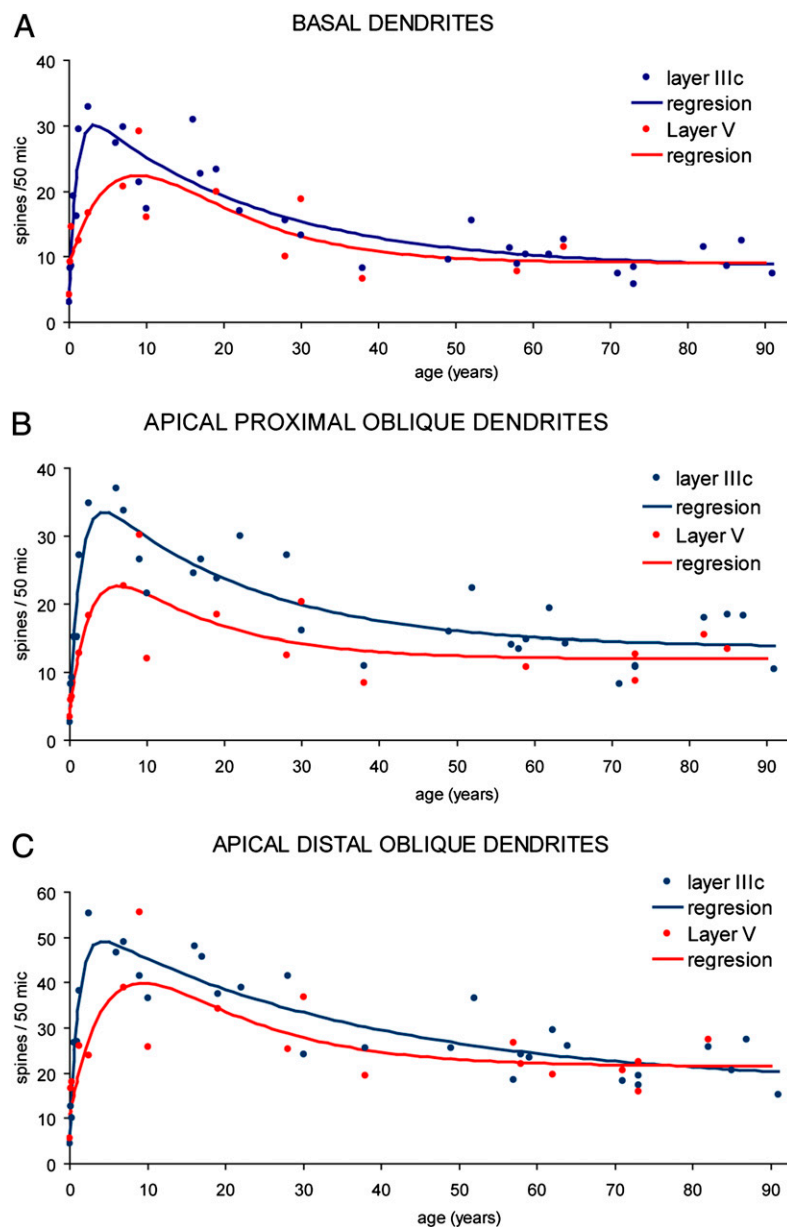 A
BASAL DENDRITES
40
30
20
10
0
spines /50 mic
layer IIIc
regresion
Layer V
regresion
0 10 20 30 40 50 60 70 80 90
age (years)
B
APICAL PROXIMAL OBLIQUE DENDRITES
40
30
20
10
0
spines / 50 mic
layer IIIc
regresion
Layer V
regresion
0 10 20 30 40 50 60 70 80 90
age (years)
C
APICAL DISTAL OBLIQUE DENDRITES
60
50
40
30
20
10
0
spines / 50 mic
layer IIIc
regresion
Layer V
regresion
0 10 20 30 40 50 60 70 80 90
age (years)